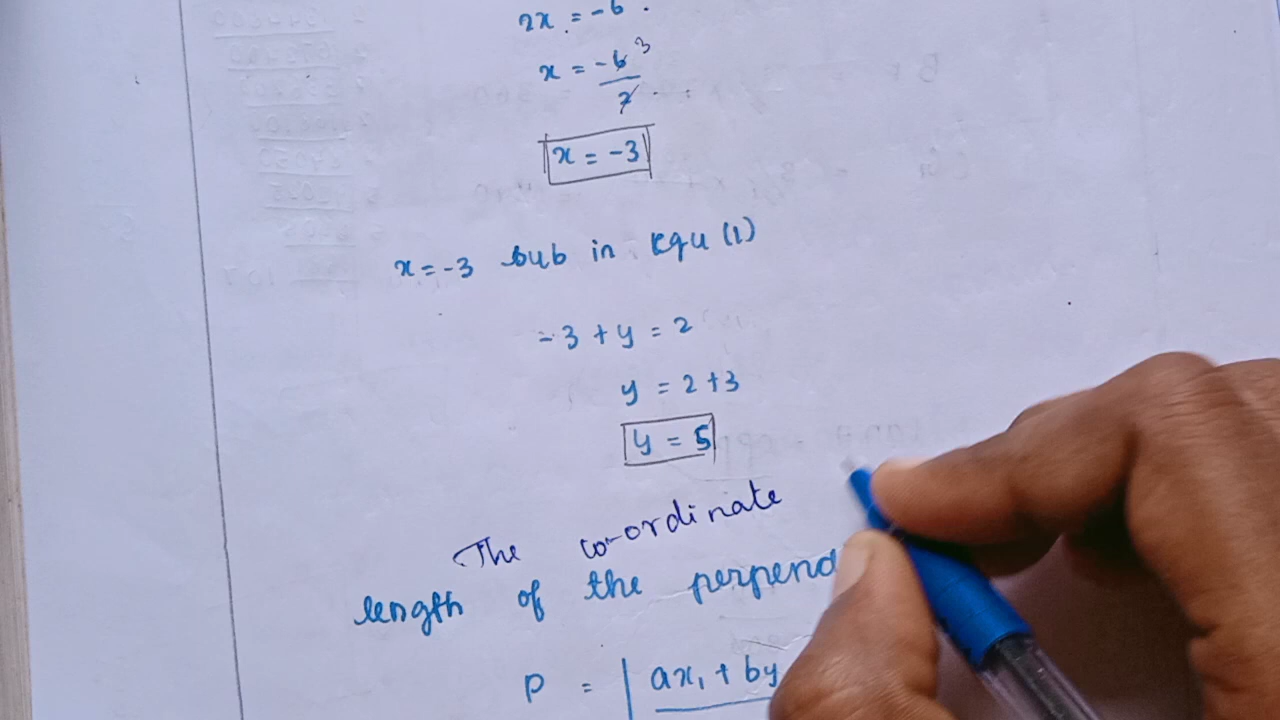 2x = -6
x = -6/2 3
x = -3
x = -3 sub in Equ (1)
-3 + y = 2
y = 2+3
y = 5
The co-ordinate
length of the perpend
P = | ax₁ + by